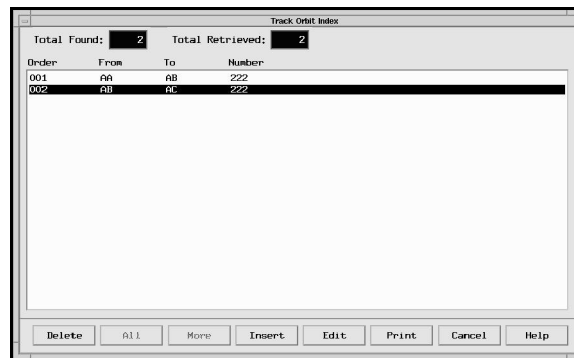 Track Orbit Index
Total Found: 2 Total Retrieved: 2
Order From To Number
001 AA AB 222
002 AB AC 222
Delete All More Insert Edit Print Cancel Help